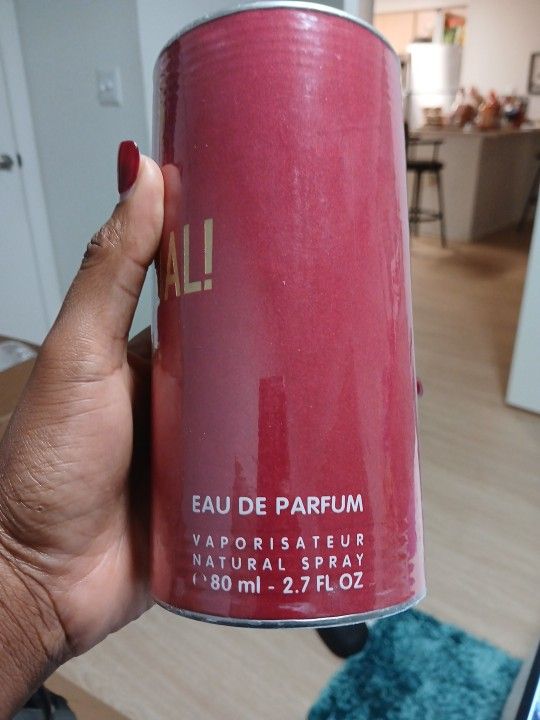 AL!
EAU DE PARFUM
VAPORISATEUR
NATURAL SPRAY
80 ml - 2.7 FL OZ